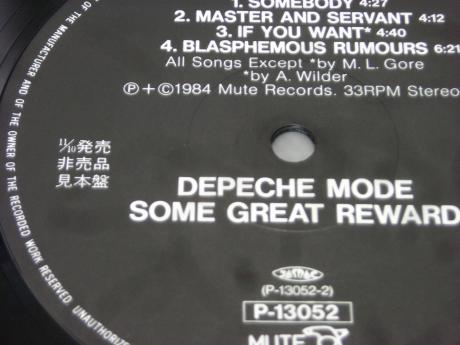 1. SOMEBODY 4:27
2. MASTER AND SERVANT 4:12
3. IF YOU WANT* 4:40
4. BLASPHEMOUS RUMOURS 6:21
All Songs Except *by M. L. Gore
*by A. Wilder
Ⓟ+©1984 Mute Records. 33RPM Stereo
11/10発売
非売品
見本盤
DEPECHE MODE
SOME GREAT REWARD
JASRAC
(P-13052-2)
P-13052
MUTE
OF THE MANUFACTURER AND OF THE OWNER OF THE RECORDED WORK RESERVED. UNAUTHORIZ